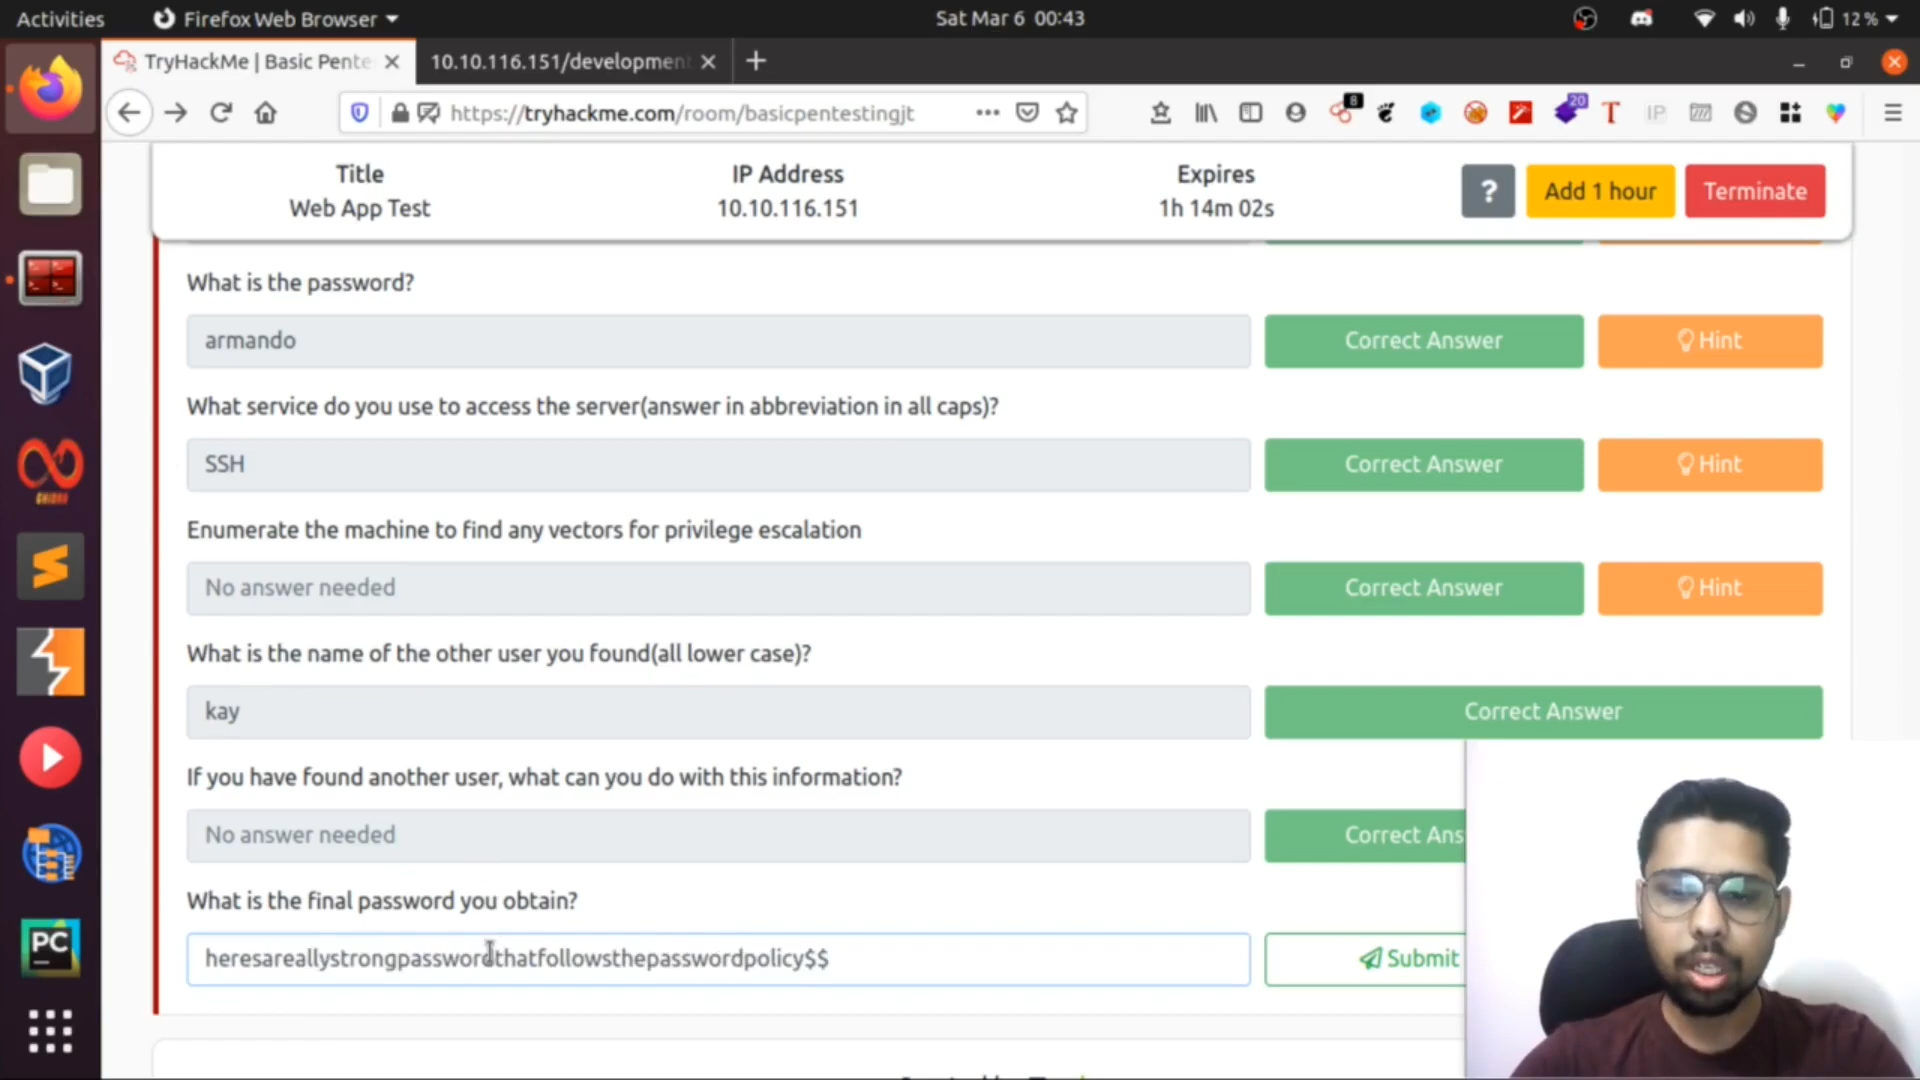 Activities Firefox Web Browser Sat Mar 6 00:43 12 %
TryHackMe | Basic Pente 10.10.116.151/development
https://tryhackme.com/room/basicpentestingjt 8 20 T IP
Title IP Address Expires
Web App Test 10.10.116.151 1h 14m 02s ? Add 1 hour Terminate
What is the password?
armando Correct Answer Hint
What service do you use to access the server(answer in abbreviation in all caps)?
SSH Correct Answer Hint
Enumerate the machine to find any vectors for privilege escalation
No answer needed Correct Answer Hint
What is the name of the other user you found(all lower case)?
kay Correct Answer
If you have found another user, what can you do with this information?
No answer needed Correct Ans
What is the final password you obtain?
heresareallystrongpasswordthatfollowsthepasswordpolicy$$ Submit
GHIDRA
PC